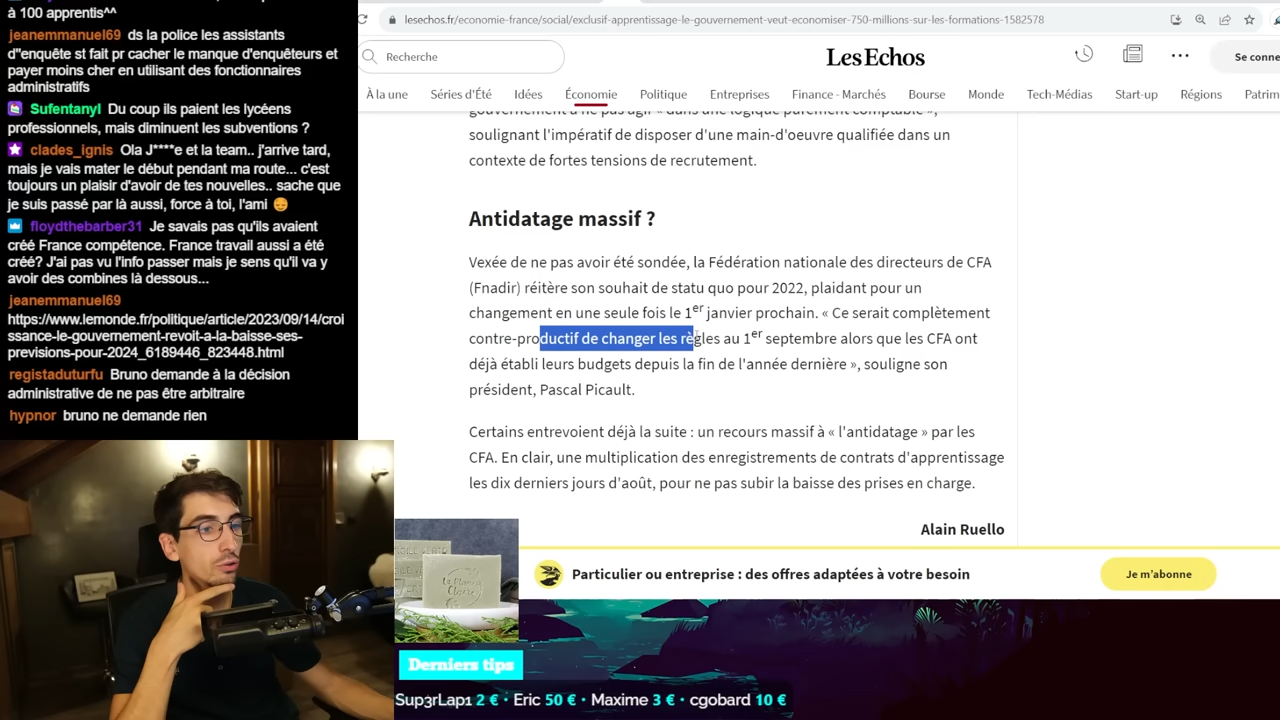 à 100 apprentis^^
jeanemmanuel69 ds la police les assistants
d"enquête st fait pr cacher le manque d'enquêteurs et
payer moins cher en utilisant des fonctionnaires
administratifs
Sufentanyl Du coup ils paient les lycéens
professionnels, mais diminuent les subventions ?
clades_ignis Ola J****e et la team.. j'arrive tard,
mais je vais mater le début pendant ma route... c'est
toujours un plaisir d'avoir de tes nouvelles.. sache que
je suis passé par là aussi, force à toi, l'ami 😔
floydthebarber31 Je savais pas qu'ils avaient
créé France compétence. France travail aussi a été
créé? J'ai pas vu l'info passer mais je sens qu'il va y
avoir des combines là dessous...
jeanemmanuel69
https://www.lemonde.fr/politique/article/2023/09/14/croi
ssance-le-gouvernement-revoit-a-la-baisse-ses-
previsions-pour-2024_6189446_823448.html
registaduturfu Bruno demande à la décision
administrative de ne pas être arbitraire
hypnor bruno ne demande rien
lesechos.fr/economie-france/social/exclusif-apprentissage-le-gouvernement-veut-economiser-750-millions-sur-les-formations-1582578
Recherche
Les Echos
Se conne
À la une Séries d'Été Idées Économie Politique Entreprises Finance - Marchés Bourse Monde Tech-Médias Start-up Régions Patrim
gouvernement à ne pas agir « dans une logique purement comptable »,
soulignant l'impératif de disposer d'une main-d'oeuvre qualifiée dans un
contexte de fortes tensions de recrutement.
Antidatage massif ?
Vexée de ne pas avoir été sondée, la Fédération nationale des directeurs de CFA
(Fnadir) réitère son souhait de statu quo pour 2022, plaidant pour un
changement en une seule fois le 1er janvier prochain. « Ce serait complètement
contre-productif de changer les règles au 1er septembre alors que les CFA ont
déjà établi leurs budgets depuis la fin de l'année dernière », souligne son
président, Pascal Picault.
Certains entrevoient déjà la suite : un recours massif à « l'antidatage » par les
CFA. En clair, une multiplication des enregistrements de contrats d'apprentissage
les dix derniers jours d'août, pour ne pas subir la baisse des prises en charge.
Alain Ruello
Particulier ou entreprise : des offres adaptées à votre besoin
Je m'abonne
Derniers tips
Sup3rLap1 2 € • Eric 50 € • Maxime 3 € • cgobard 10 €